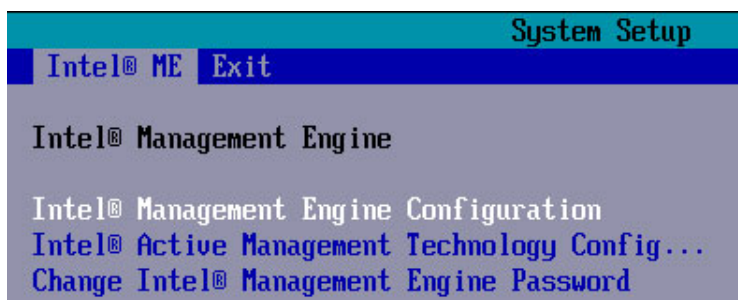 System Setup
Intel® ME Exit
Intel® Management Engine
Intel® Management Engine Configuration
Intel® Active Management Technology Config...
Change Intel® Management Engine Password